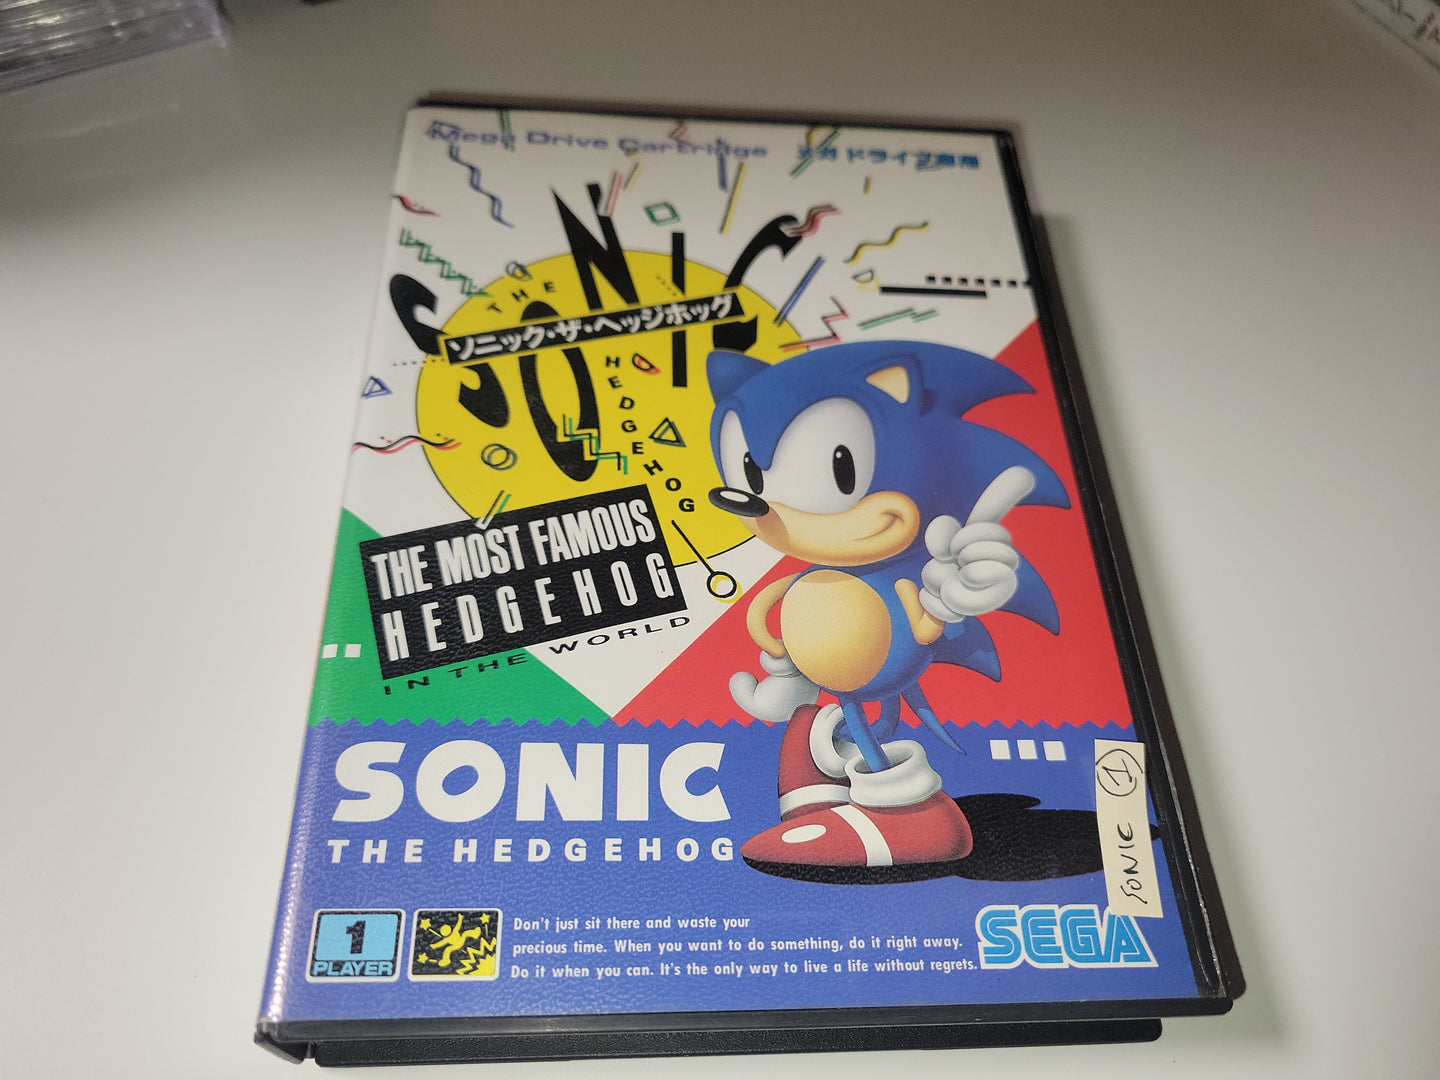 Mega Drive Cartridge メガドライブ専用
THE
SONIC
ソニック・ザ・ヘッジホッグ
HEDGEHOG
THE MOST FAMOUS
HEDGEHOG
IN THE WORLD
SONIC
THE HEDGEHOG
1
PLAYER
Don't just sit there and waste your
precious time. When you want to do something, do it right away.
Do it when you can. It's the only way to live a life without regrets.
SEGA
SONIC 1